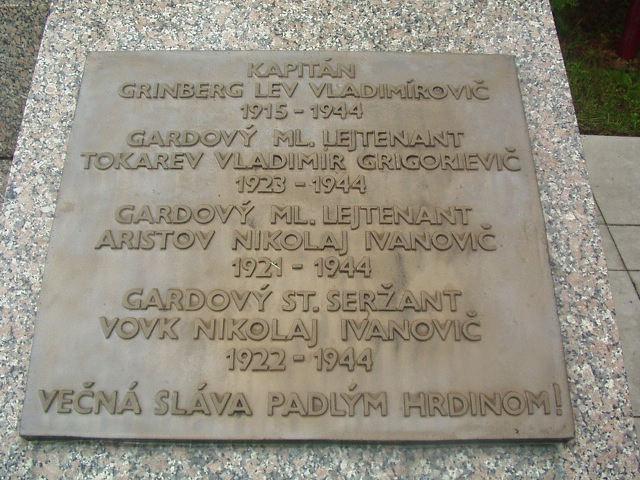 KAPITÁN
GRINBERG LEV VLADIMÍROVIČ
1915 - 1944
GARDOVÝ ML. LEJTENANT
TOKAREV VLADIMÍR GRIGORIEVIČ
1923 - 1944
GARDOVÝ ML. LEJTENANT
ARISTOV NIKOLAJ IVANOVIČ
1921 - 1944
GARDOVÝ ST. SERŽANT
VOVK NIKOLAJ IVANOVIČ
1922 - 1944
VEČNÁ SLÁVA PADLÝM HRDINOM!